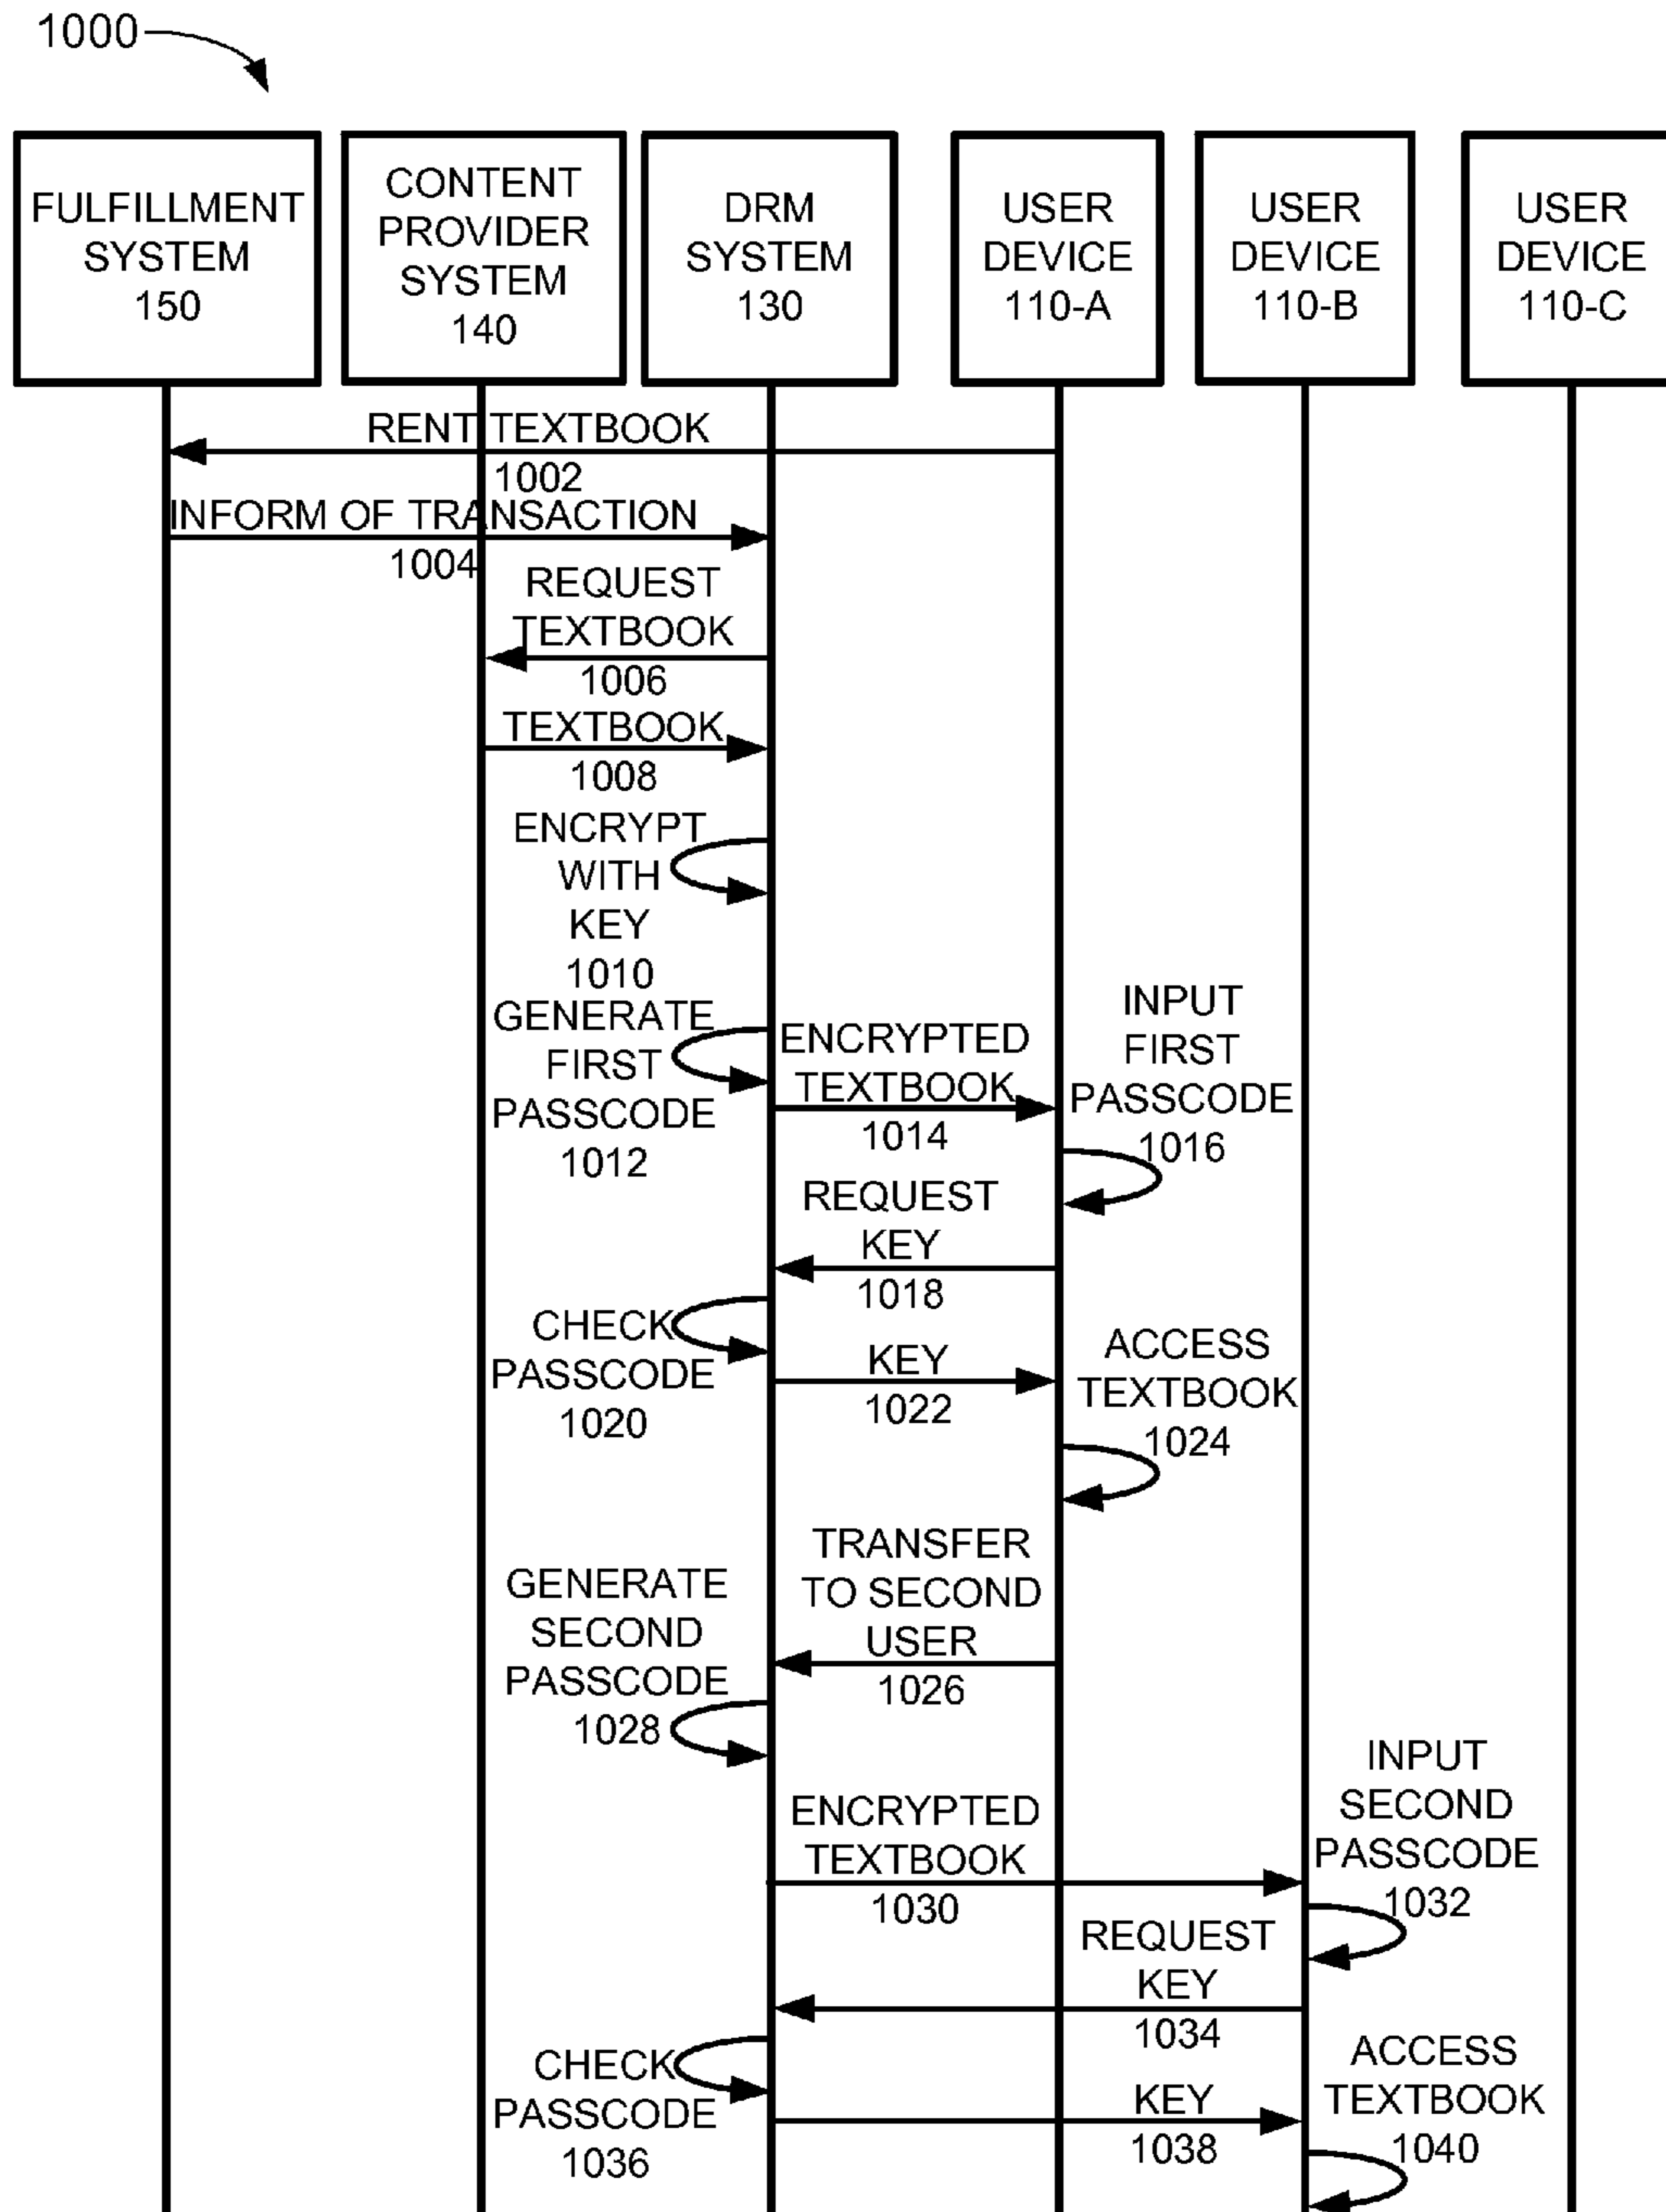 1000
FULFILLMENT
SYSTEM
150
CONTENT
PROVIDER
SYSTEM
140
DRM
SYSTEM
130
USER
DEVICE
110-A
USER
DEVICE
110-B
USER
DEVICE
110-C
RENT TEXTBOOK
1002
INFORM OF TRANSACTION
1004
REQUEST
TEXTBOOK
1006
TEXTBOOK
1008
ENCRYPT
WITH
KEY
1010
GENERATE
FIRST
PASSCODE
1012
ENCRYPTED
TEXTBOOK
1014
INPUT
FIRST
PASSCODE
1016
REQUEST
KEY
1018
CHECK
PASSCODE
1020
KEY
1022
ACCESS
TEXTBOOK
1024
TRANSFER
TO SECOND
USER
1026
GENERATE
SECOND
PASSCODE
1028
ENCRYPTED
TEXTBOOK
1030
INPUT
SECOND
PASSCODE
1032
REQUEST
KEY
1034
CHECK
PASSCODE
1036
KEY
1038
ACCESS
TEXTBOOK
1040